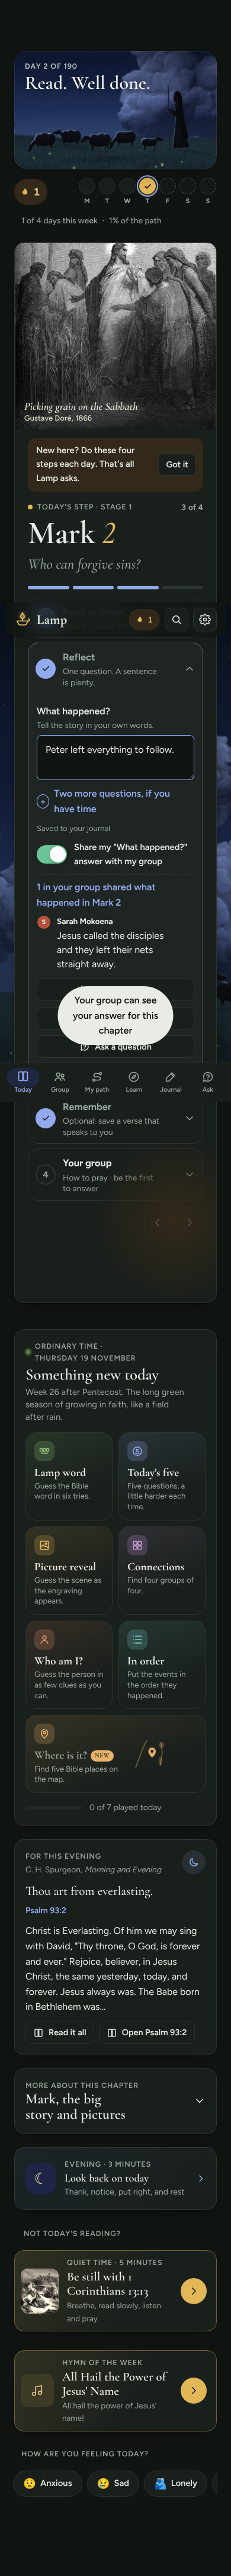 DAY 2 OF 190
Read. Well done.
1
M T W T F S S
1 of 4 days this week · 1% of the path
Picking grain on the Sabbath
Gustave Doré, 1866
New here? Do these four
steps each day. That's all
Lamp asks.
Got it
TODAY'S STEP · STAGE 1
3 of 4
Mark 2
Who can forgive sins?
Lamp
1
Reflect
One question. A sentence
is plenty.
What happened?
Tell the story in your own words.
Peter left everything to follow.
Two more questions, if you
have time
Saved to your journal
Share my "What happened?"
answer with my group
1 in your group shared what
happened in Mark 2
S
Sarah Mokoena
Jesus called the disciples
and they left their nets
straight away.
Your group can see
your answer for this
chapter
Ask a question
Today
Group
My path
Learn
Journal
Ask
Remember
Optional: save a verse that
speaks to you
4
Your group
How to pray · be the first
to answer
ORDINARY TIME ·
THURSDAY 19 NOVEMBER
Something new today
Week 26 after Pentecost. The long green
season of growing in faith, like a field
after rain.
Lamp word
Guess the Bible
word in six tries.
Today's five
Five questions, a
little harder each
time.
Picture reveal
Guess the scene as
the engraving
appears.
Connections
Find four groups of
four.
Who am I?
Guess the person in
as few clues as you
can.
In order
Put the events in
the order they
happened.
Where is it? NEW
Find five Bible places on
the map.
0 of 7 played today
FOR THIS EVENING
C. H. Spurgeon, Morning and Evening
Thou art from everlasting.
Psalm 93:2
Christ is Everlasting. Of him we may sing
with David, "Thy throne, O God, is forever
and ever." Rejoice, believer, in Jesus
Christ, the same yesterday, today, and
forever. Jesus always was. The Babe born
in Bethlehem was…
Read it all
Open Psalm 93:2
MORE ABOUT THIS CHAPTER
Mark, the big
story and pictures
EVENING · 3 MINUTES
Look back on today
Thank, notice, put right, and rest
NOT TODAY'S READING?
QUIET TIME · 5 MINUTES
Be still with 1
Corinthians 13:13
Breathe, read slowly, listen
and pray
HYMN OF THE WEEK
All Hail the Power of
Jesus' Name
All hail the power of Jesus'
name!
HOW ARE YOU FEELING TODAY?
Anxious
Sad
Lonely